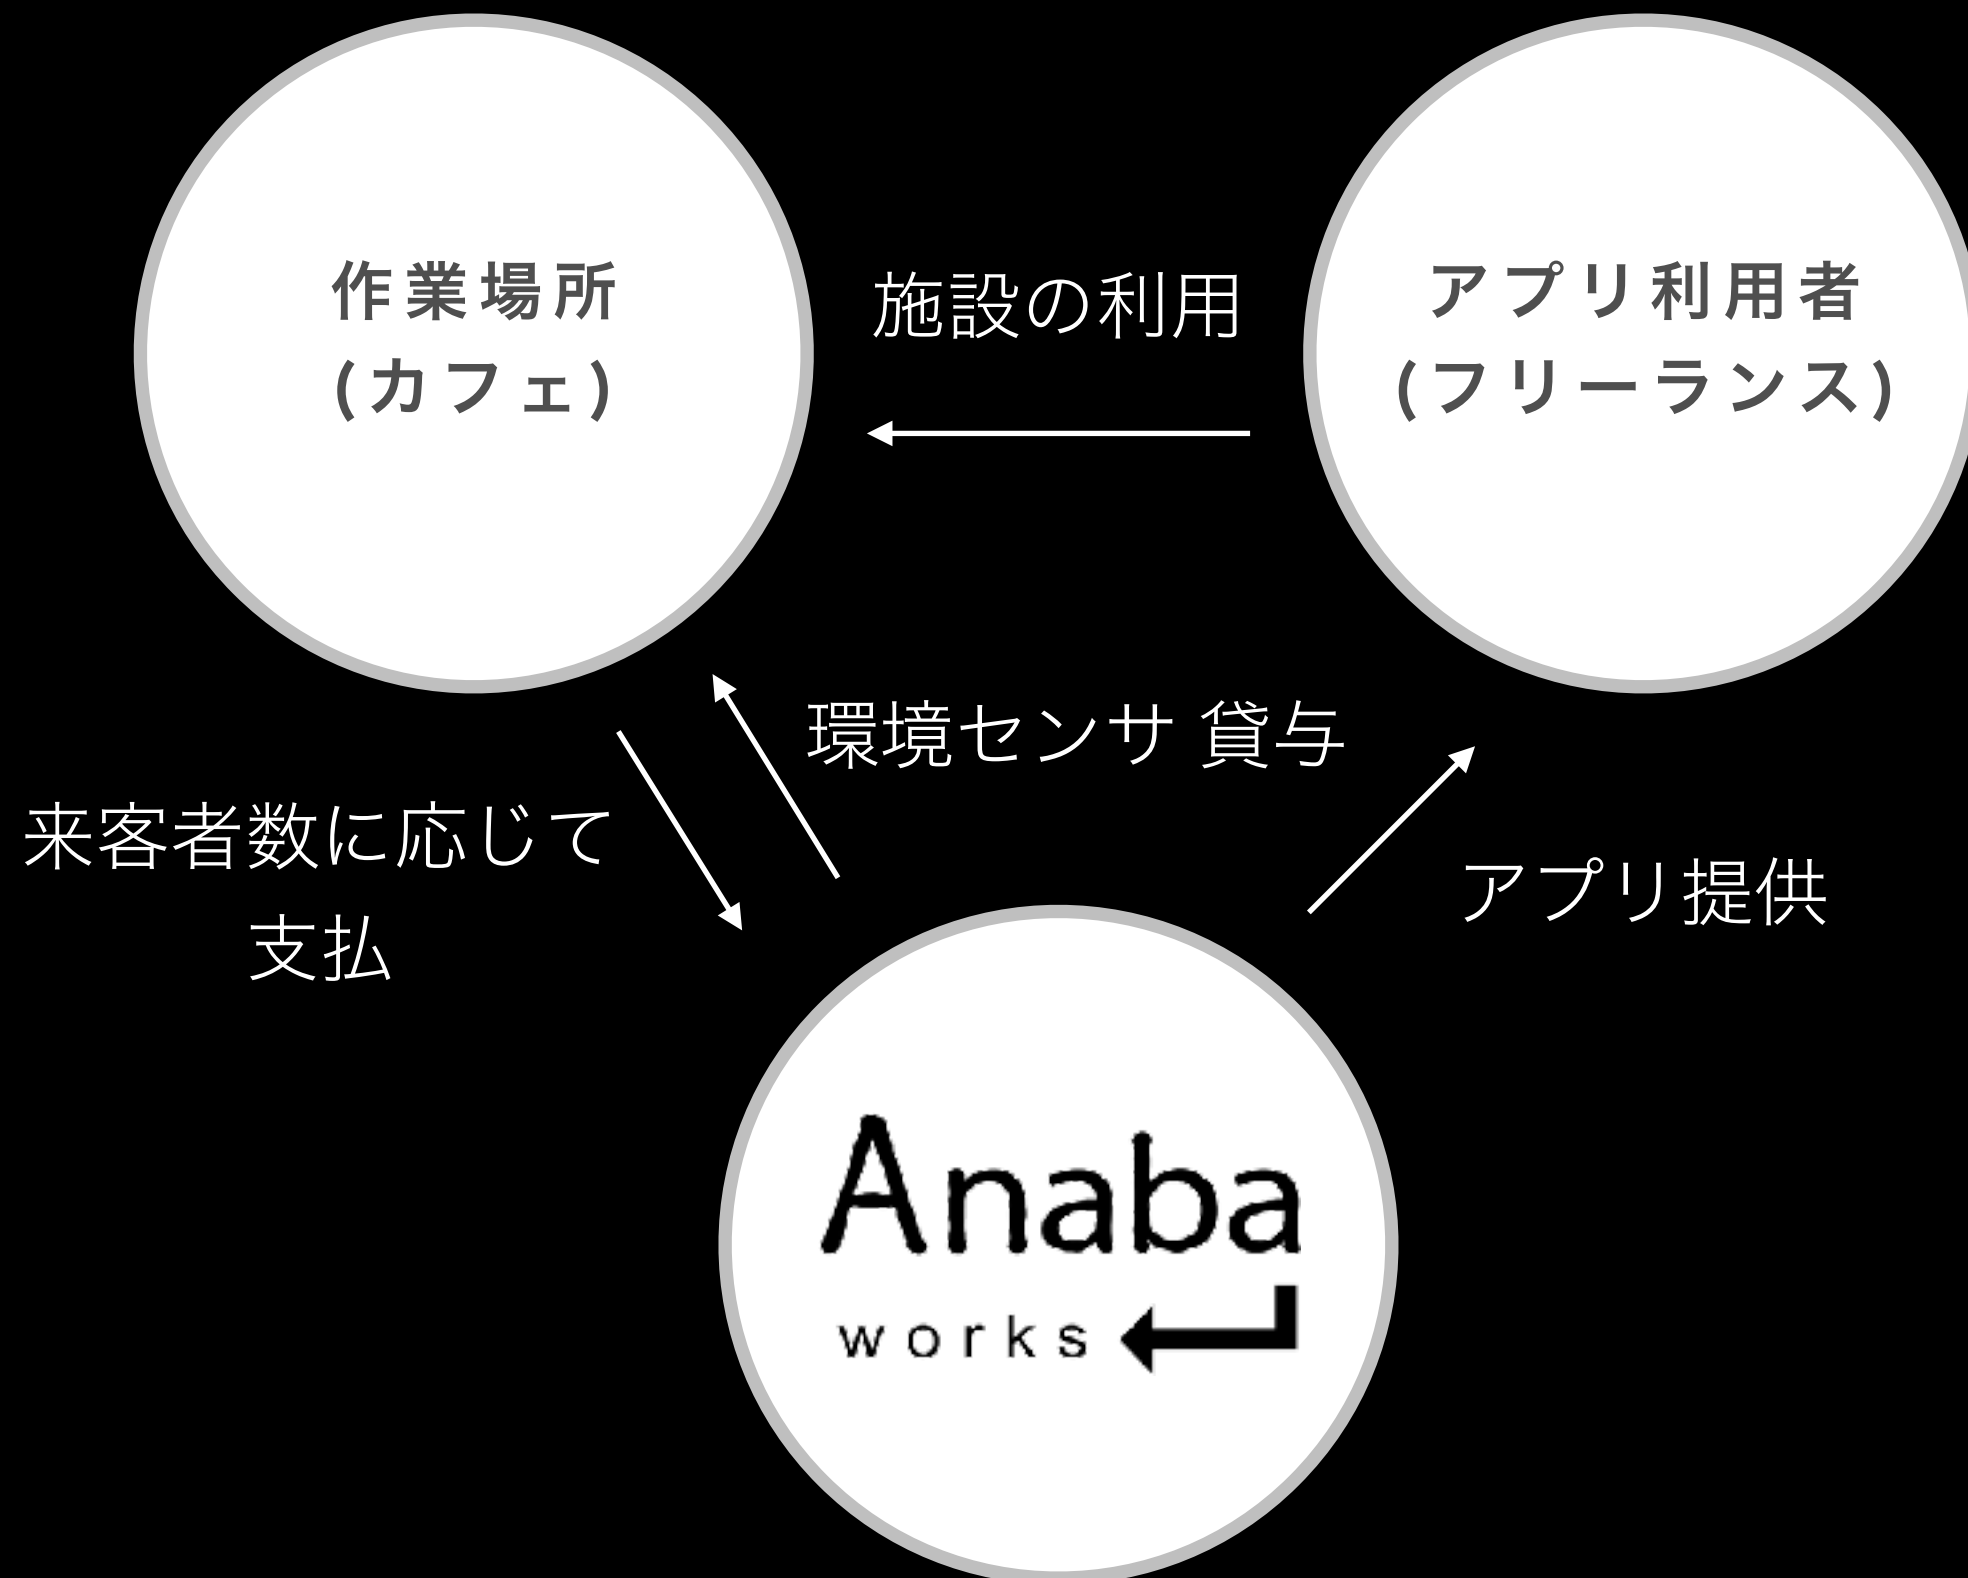 作業場所
(カフェ)
施設の利用
アプリ利用者
(フリーランス)
環境センサ 貸与
来客者数に応じて
支払
アプリ提供
Anaba
works